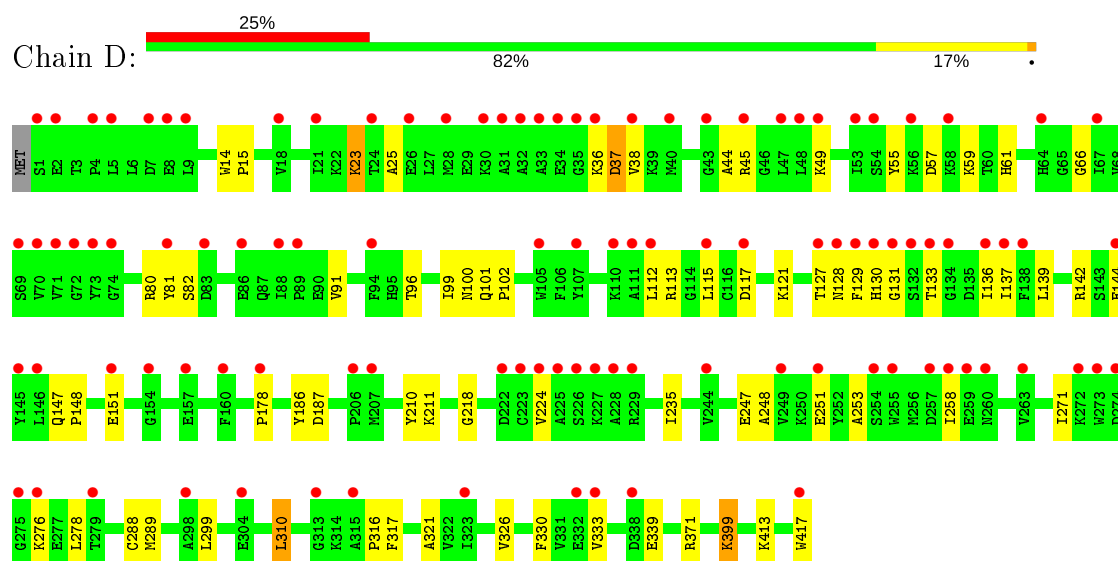 25%
Chain D:
82% 17% •
MET S1 E2 T3 P4 L5 L6 D7 E8 L9 W14 P15 V18 I21 K22 K23 T24 A25 E26 L27 M28 E29 K30 A31 A32 A33 E34 G35 K36 D37 V38 K39 M40 G43 A44 R45 G46 L47 L48 K49 I53 S54 Y55 K56 D57 K58 K59 T60 H61 H64 G65 G66 I67 V68
S69 V70 V71 G72 Y73 G74 R80 Y81 S82 D83 E86 Q87 I88 P89 E90 V91 F94 H95 T96 I99 N100 Q101 P102 W105 F106 Y107 K110 A111 L112 R113 G114 L115 C116 D117 K121 T127 N128 F129 H130 G131 S132 T133 G134 D135 I136 I137 F138 L139 R142 S143 E144
Y145 L146 Q147 P148 E151 G154 E157 F160 P178 Y186 D187 P206 M207 Y210 K211 G218 D222 C223 V224 A225 S226 K227 A228 R229 I235 V244 E247 A248 V249 K250 E251 Y252 A253 S254 W255 M256 D257 I258 E259 N260 V263 I271 K272 W273
G275 K276 E277 L278 T279 C288 M289 A298 L299 E304 L310 G313 K314 A315 P316 F317 A321 V322 I323 V326 F330 V331 E332 V333 D338 E339 R371 K399 K413 W417